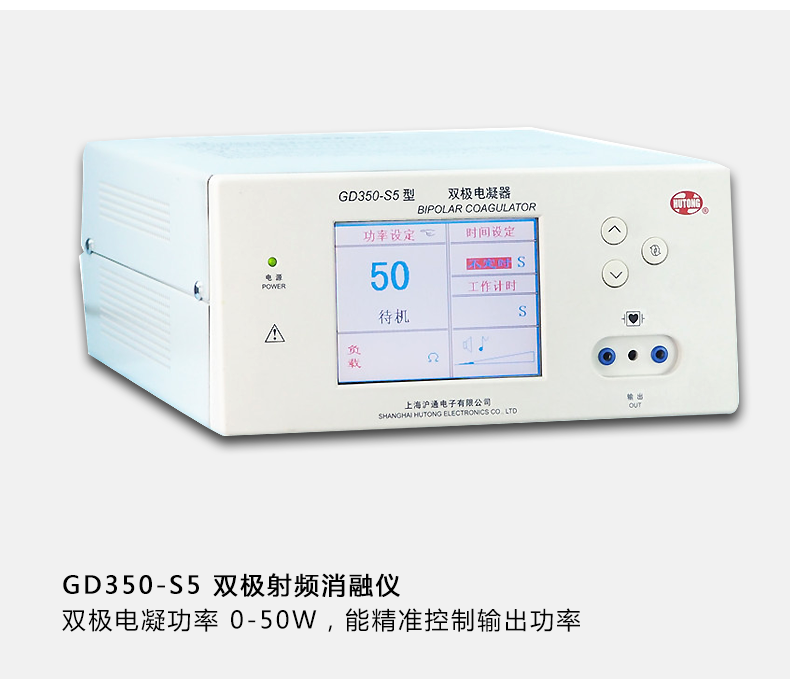 GD350-S5 型 双极电凝器
BIPOLAR COAGULATOR
HUTONG ®
功率设定 时间设定
50
S
待机
工作计时
S
负载
Ω
电源
POWER
上海沪通电子有限公司
SHANGHAI HUTONG ELECTRONICS CO., LTD
输出
OUT
GD350-S5 双极射频消融仪
双极电凝功率 0-50W，能精准控制输出功率